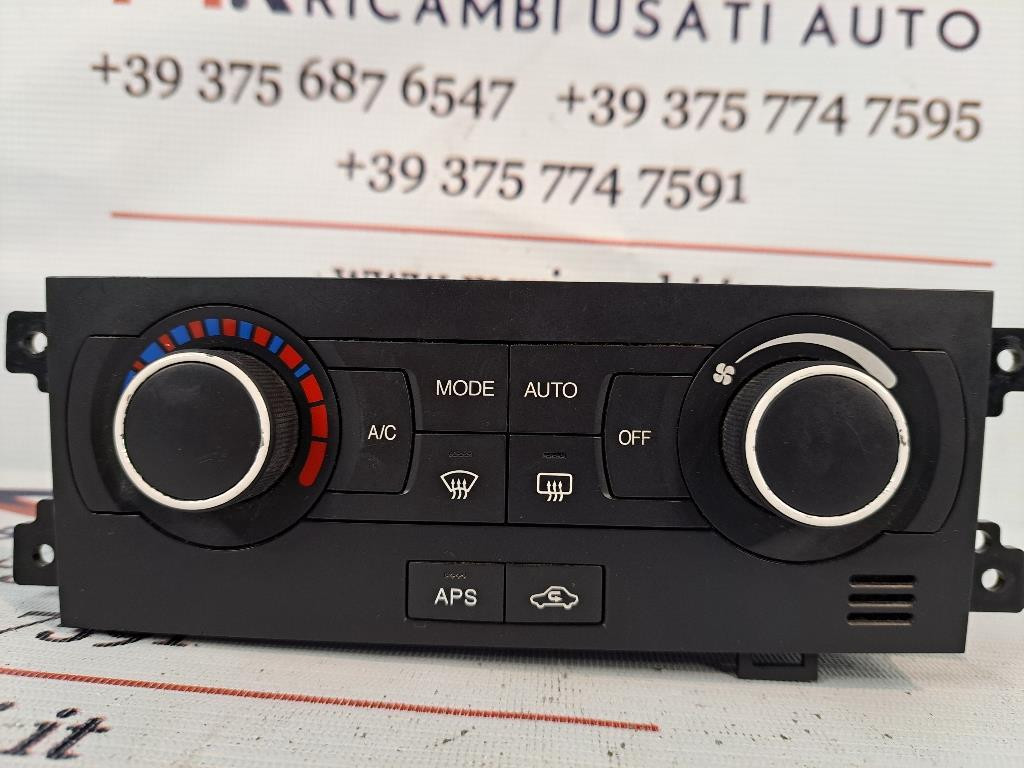 RICAMBI USATI AUTO
+39 375 687 6547 +39 375 774 7595
+39 375 774 7591
MODE
AUTO
A/C
OFF
APS
.it